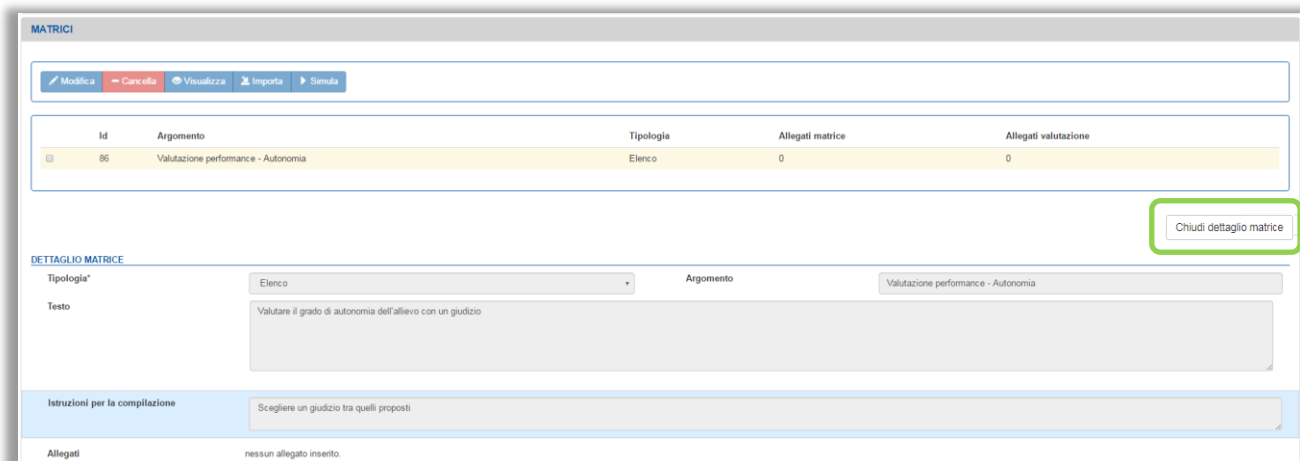 MATRICI
Modifica Cancella Visualizza Importa Simula
Id Argomento Tipologia Allegati matrice Allegati valutazione
86 Valutazione performance - Autonomia Elenco 0 0
Chiudi dettaglio matrice
DETTAGLIO MATRICE
Tipologia* Elenco Argomento Valutazione performance - Autonomia
Testo Valutare il grado di autonomia dell'allievo con un giudizio
Istruzioni per la compilazione Scegliere un giudizio tra quelli proposti
Allegati nessun allegato inserito.